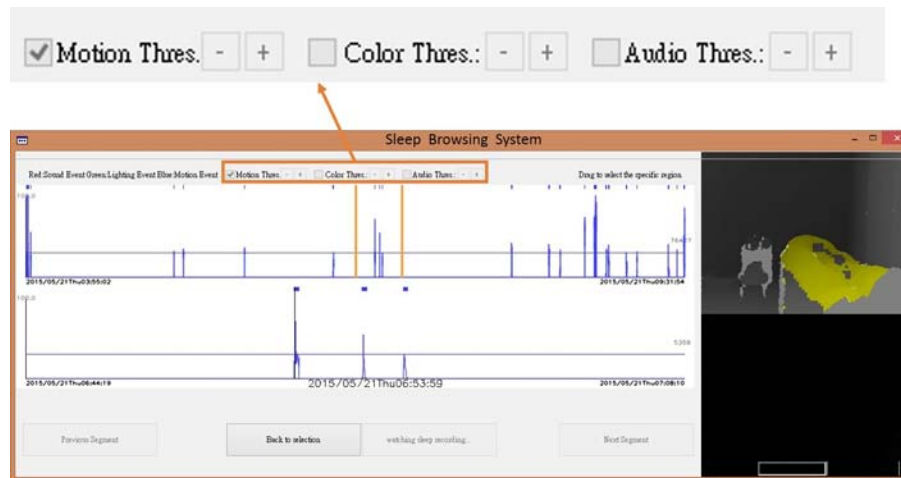 Motion Thres. - + Color Thres.: - + Audio Thres.: - +
Sleep Browsing System
Red:Sound Event Green:Lighting Event Blue:Motion Event Motion Thres. - + Color Thres.: - + Audio Thres.: - + Drag to select the specific region.
100.0
2015/05/21Thu03:55:02 2015/05/21Thu09:31:54
100.0
5308
2015/05/21Thu06:44:19 2015/05/21Thu06:53:59 2015/05/21Thu07:08:10
Previous Segment Back to selection watching sleep recording... Next Segment